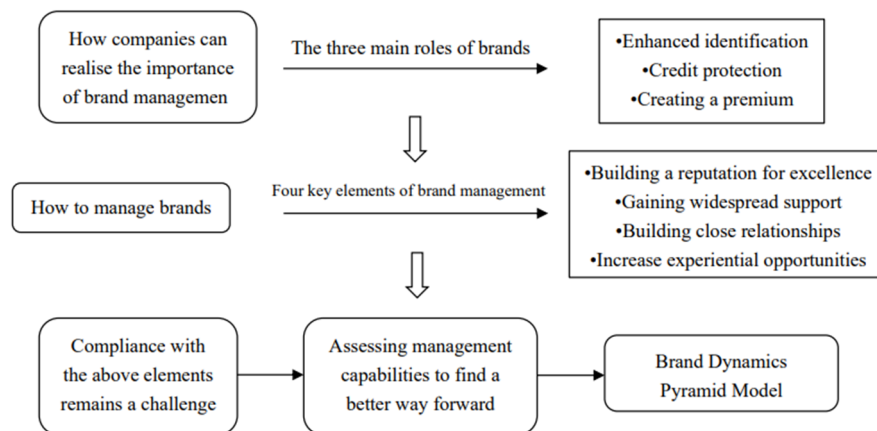 How companies can
realise the importance
of brand managemen
The three main roles of brands
•Enhanced identification
•Credit protection
•Creating a premium
How to manage brands
Four key elements of brand management
•Building a reputation for excellence
•Gaining widespread support
•Building close relationships
•Increase experiential opportunities
Compliance with
the above elements
remains a challenge
Assessing management
capabilities to find a
better way forward
Brand Dynamics
Pyramid Model